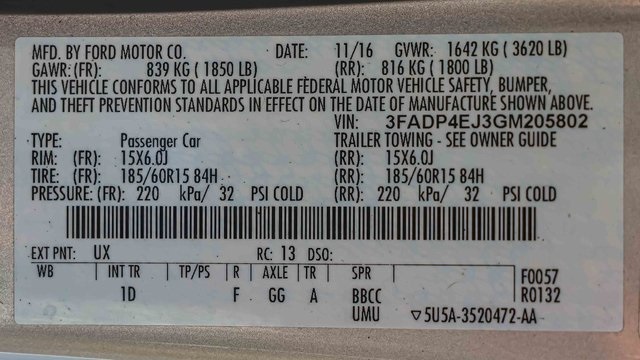 MFD. BY FORD MOTOR CO. DATE: 11/16 GVWR: 1642 KG ( 3620 LB)
GAWR: (FR): 839 KG ( 1850 LB) (RR): 816 KG ( 1800 LB)
THIS VEHICLE CONFORMS TO ALL APPLICABLE FEDERAL MOTOR VEHICLE SAFETY, BUMPER,
AND THEFT PREVENTION STANDARDS IN EFFECT ON THE DATE OF MANUFACTURE SHOWN ABOVE.
VIN: 3FADP4EJ3GM205802
TYPE: Passenger Car TRAILER TOWING - SEE OWNER GUIDE
RIM: (FR): 15X6.0J (RR): 15X6.0J
TIRE: (FR): 185/60R15 84H (RR): 185/60R15 84H
PRESSURE: (FR): 220 kPa/ 32 PSI COLD (RR): 220 kPa/ 32 PSI COLD
EXT PNT: UX RC: 13 DSO:
WB INT TR TP/PS R AXLE TR SPR F0057
1D F GG A BBCC R0132
UMU ▽5U5A-3520472-AA